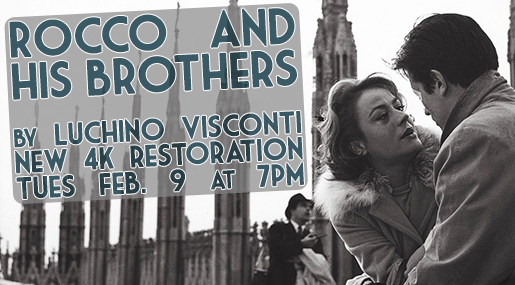 ROCCO AND
HIS BROTHERS
BY LUCHINO VISCONTI
NEW 4K RESTORATION
TUES FEB. 9 AT 7PM